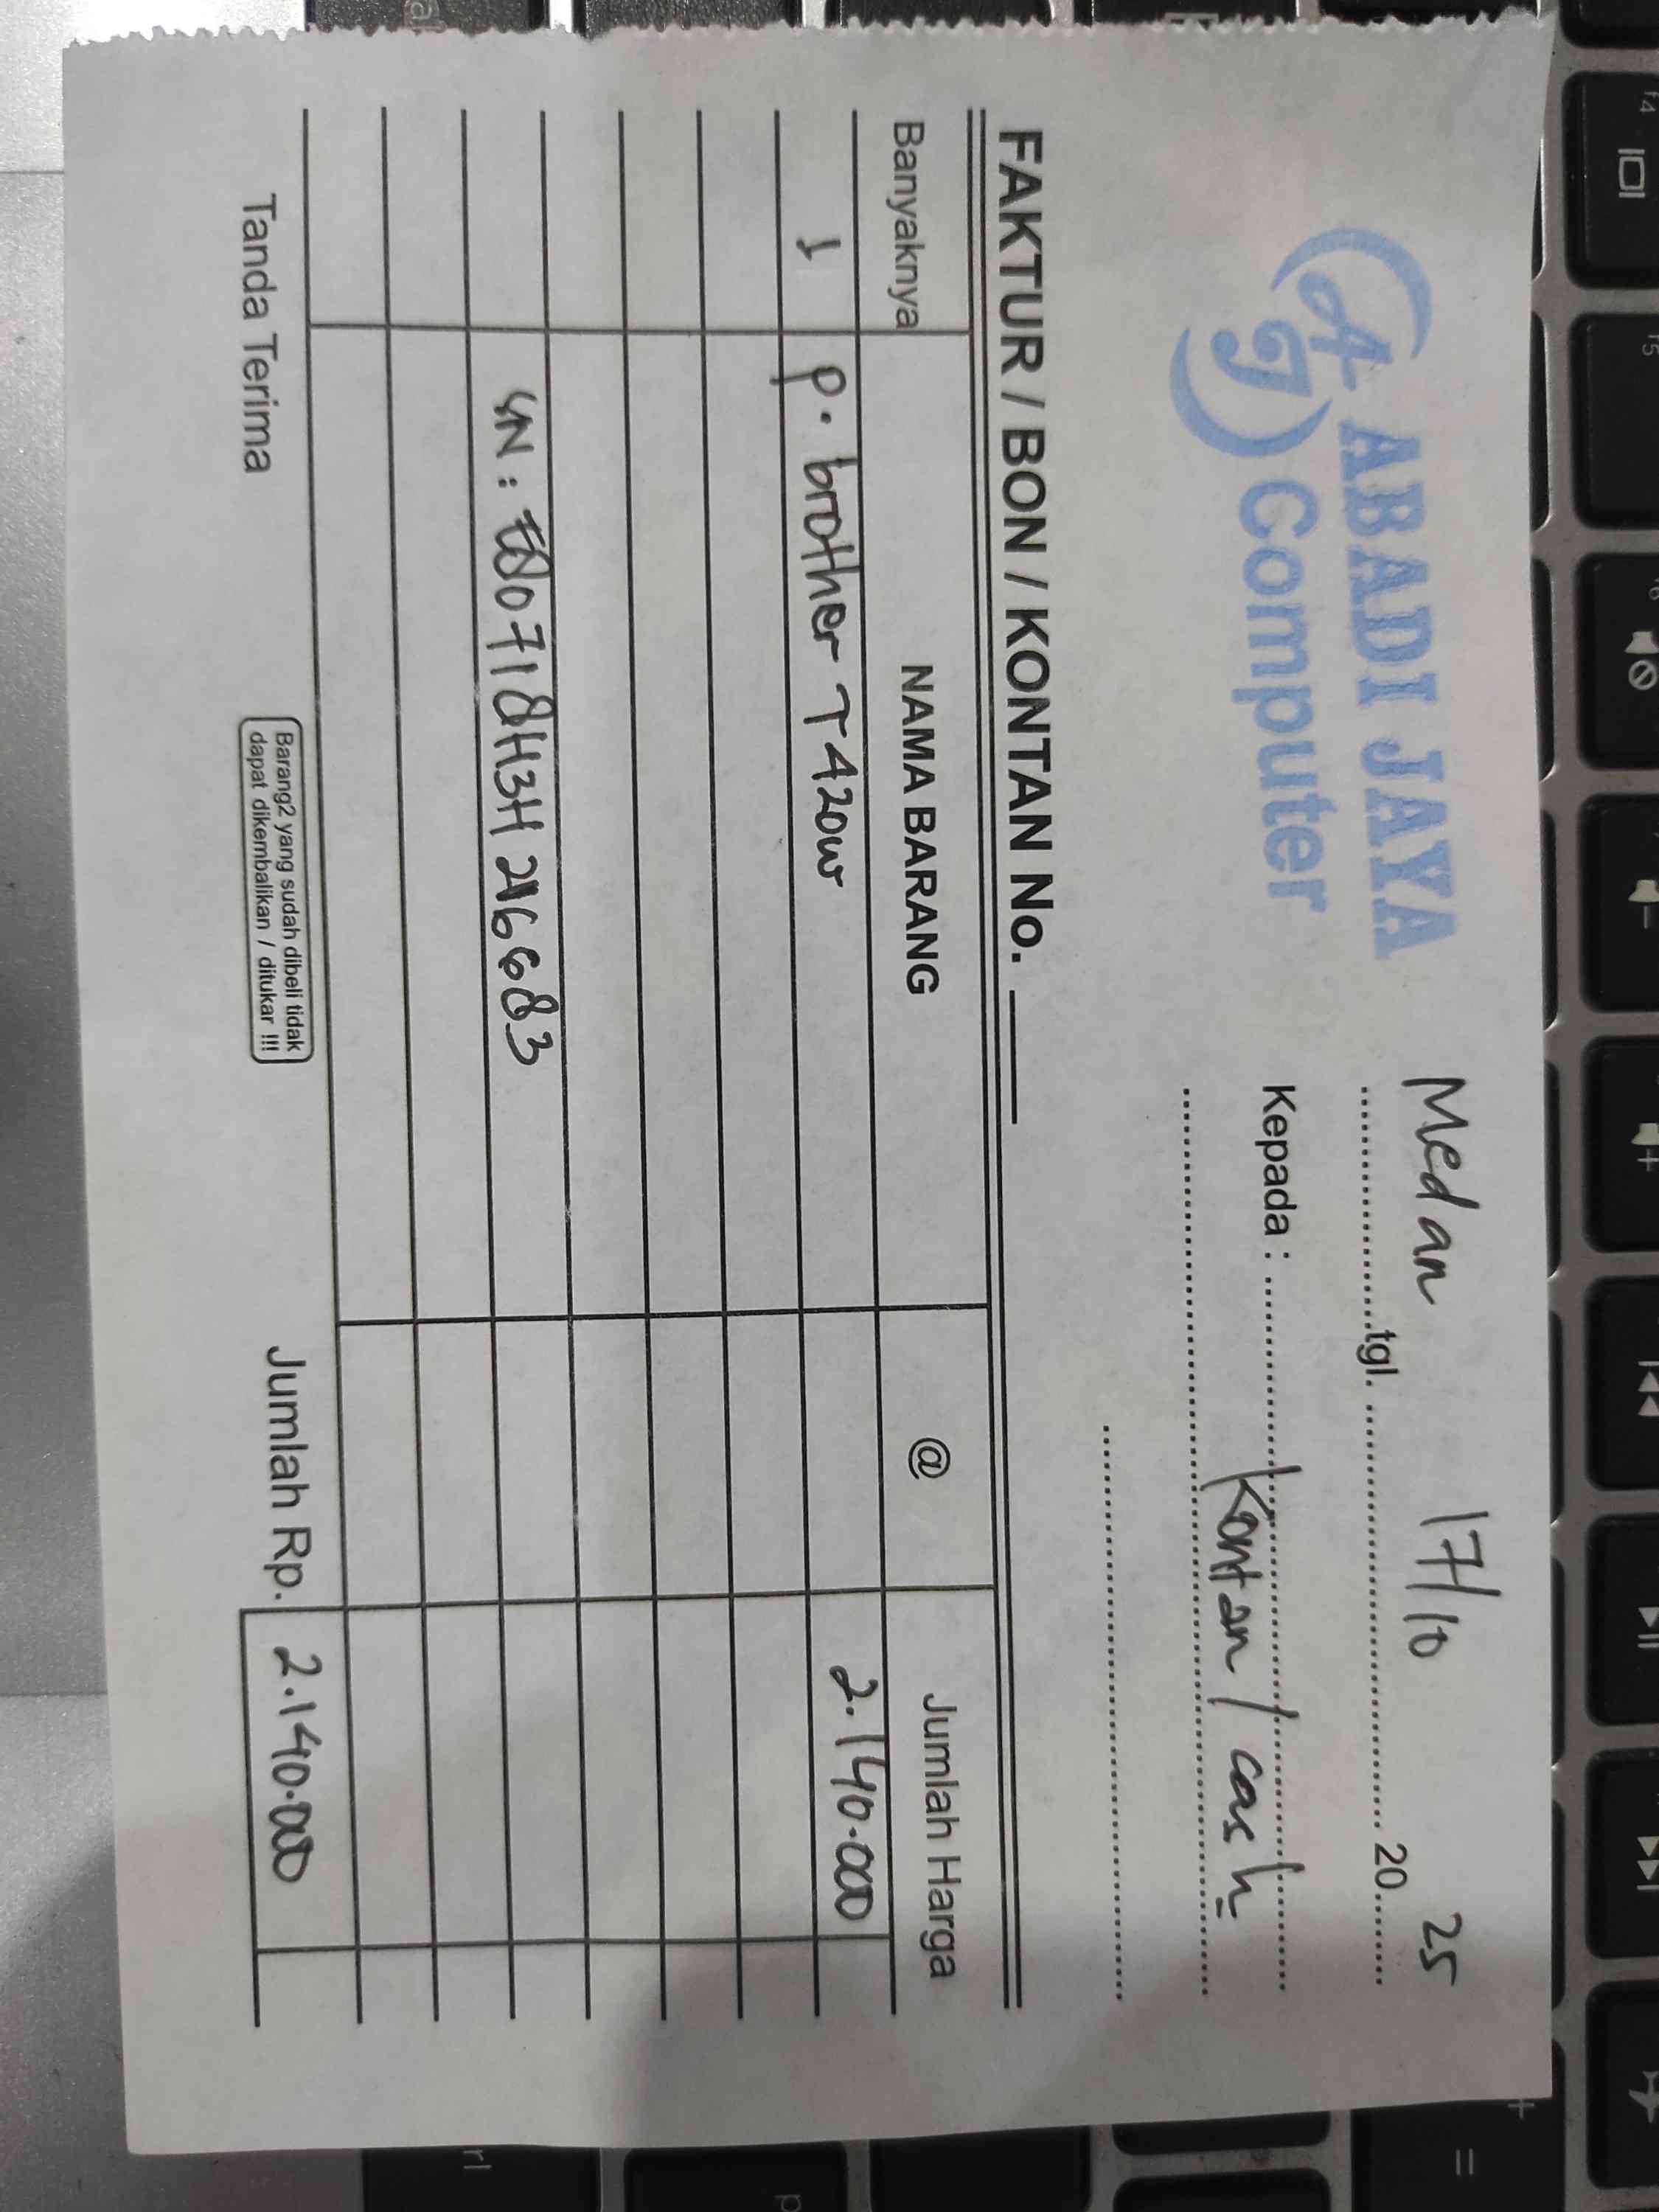 ABADI JAYA
AJ Computer
Medan tgl. 17/10 20 25
Kepada :
Kontan / cash
FAKTUR / BON / KONTAN No.
Banyaknya NAMA BARANG @ Jumlah Harga
1 p. brother T420w 2.140.000
SN : E80718H3H216683
Tanda Terima
Barang2 yang sudah dibeli tidak
dapat dikembalikan / ditukar !!!
Jumlah Rp. 2.140.000